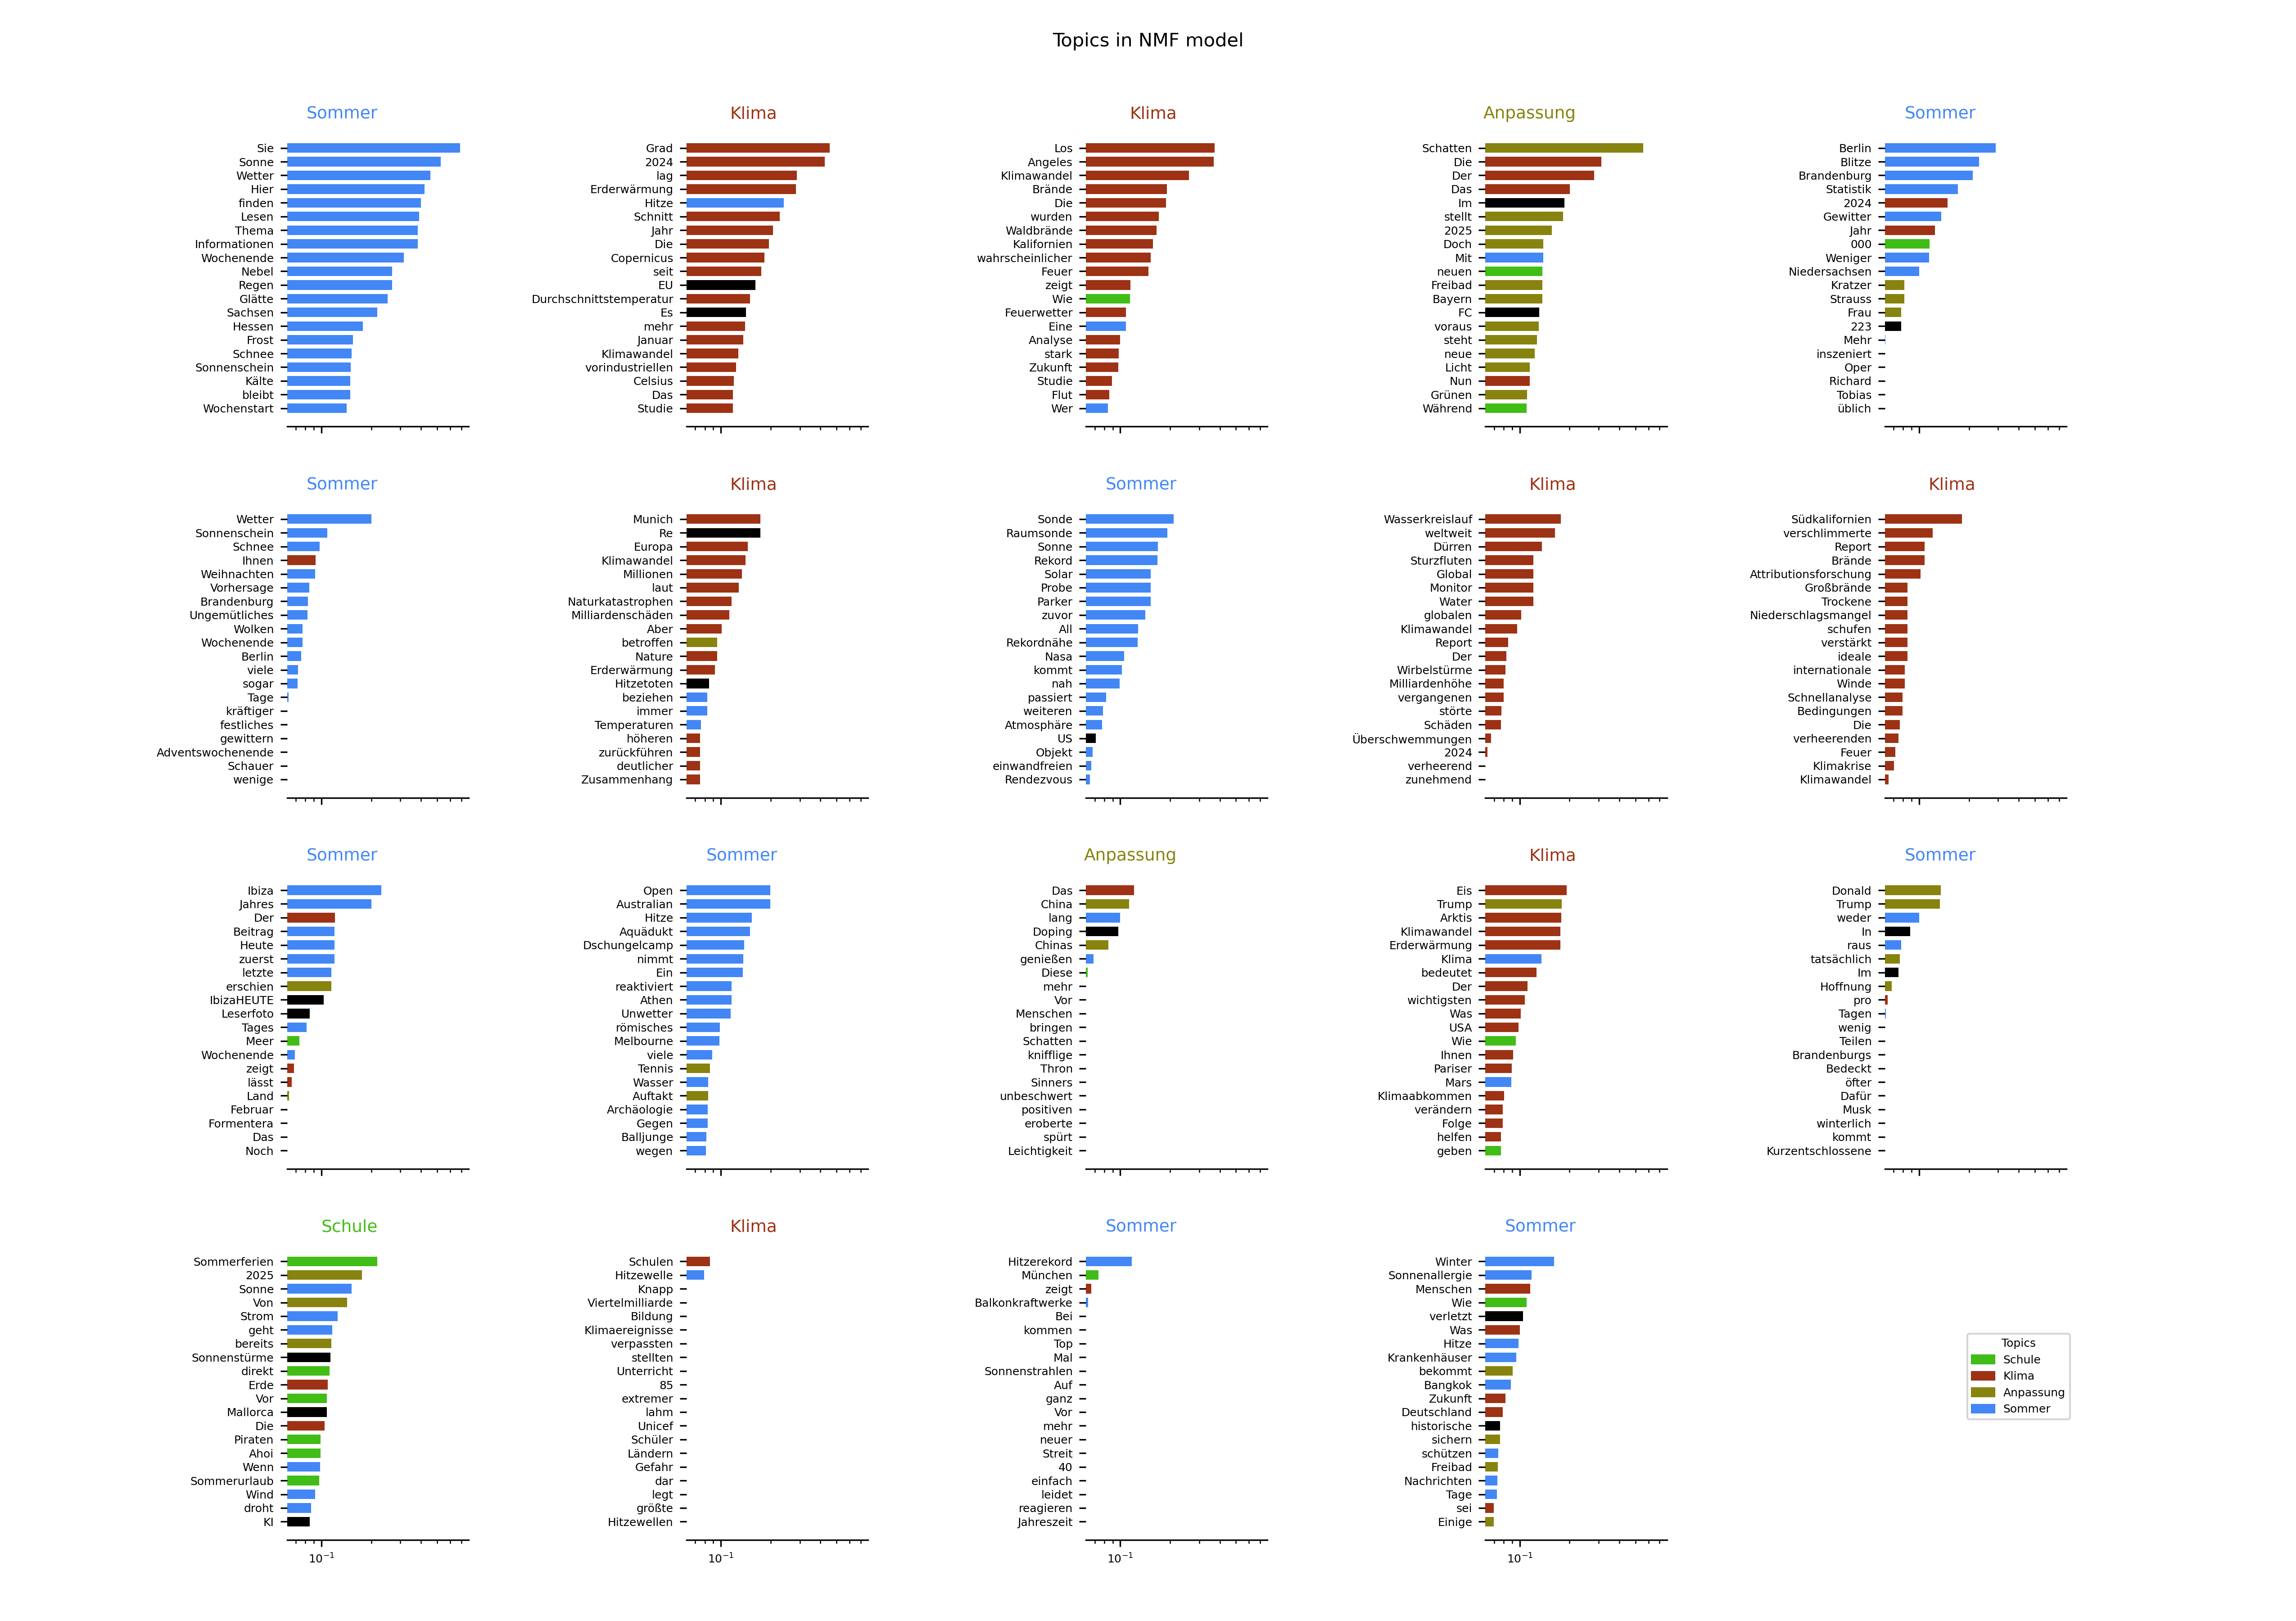 Topics in NMF model
Sommer
Sie
Sonne
Wetter
Hier
finden
Lesen
Thema
Informationen
Wochenende
Nebel
Regen
Glätte
Sachsen
Hessen
Frost
Schnee
Sonnenschein
Kälte
bleibt
Wochenstart
Klima
Grad
2024
lag
Erderwärmung
Hitze
Schnitt
Jahr
Die
Copernicus
seit
EU
Durchschnittstemperatur
Es
mehr
Januar
Klimawandel
vorindustriellen
Celsius
Das
Studie
Klima
Los
Angeles
Klimawandel
Brände
Die
wurden
Waldbrände
Kalifornien
wahrscheinlicher
Feuer
zeigt
Wie
Feuerwetter
Eine
Analyse
stark
Zukunft
Studie
Flut
Wer
Anpassung
Schatten
Die
Der
Das
Im
stellt
2025
Doch
Mit
neuen
Freibad
Bayern
FC
voraus
steht
neue
Licht
Nun
Grünen
Während
Sommer
Berlin
Blitze
Brandenburg
Statistik
2024
Gewitter
Jahr
000
Weniger
Niedersachsen
Kratzer
Strauss
Frau
223
Mehr
inszeniert
Oper
Richard
Tobias
üblich
Sommer
Wetter
Sonnenschein
Schnee
Ihnen
Weihnachten
Vorhersage
Brandenburg
Ungemütliches
Wolken
Wochenende
Berlin
viele
sogar
Tage
kräftiger
festliches
gewittern
Adventswochenende
Schauer
wenige
Klima
Munich
Re
Europa
Klimawandel
Millionen
laut
Naturkatastrophen
Milliardenschäden
Aber
betroffen
Nature
Erderwärmung
Hitzetoten
beziehen
immer
Temperaturen
höheren
zurückführen
deutlicher
Zusammenhang
Sommer
Sonde
Raumsonde
Sonne
Rekord
Solar
Probe
Parker
zuvor
All
Rekordnähe
Nasa
kommt
nah
passiert
weiteren
Atmosphäre
US
Objekt
einwandfreien
Rendezvous
Klima
Wasserkreislauf
weltweit
Dürren
Sturzfluten
Global
Monitor
Water
globalen
Klimawandel
Report
Der
Wirbelstürme
Milliardenhöhe
vergangenen
störte
Schäden
Überschwemmungen
2024
verheerend
zunehmend
Klima
Südkalifornien
verschlimmerte
Report
Brände
Attributionsforschung
Großbrände
Trockene
Niederschlagsmangel
schufen
verstärkt
ideale
internationale
Winde
Schnellanalyse
Bedingungen
Die
verheerenden
Feuer
Klimakrise
Klimawandel
Sommer
Ibiza
Jahres
Der
Beitrag
Heute
zuerst
letzte
erschien
IbizaHEUTE
Leserfoto
Tages
Meer
Wochenende
zeigt
lässt
Land
Februar
Formentera
Das
Noch
Sommer
Open
Australian
Hitze
Aquädukt
Dschungelcamp
nimmt
Ein
reaktiviert
Athen
Unwetter
römisches
Melbourne
viele
Tennis
Wasser
Auftakt
Archäologie
Gegen
Balljunge
wegen
Anpassung
Das
China
lang
Doping
Chinas
genießen
Diese
mehr
Vor
Menschen
bringen
Schatten
knifflige
Thron
Sinners
unbeschwert
positiven
eroberte
spürt
Leichtigkeit
Klima
Eis
Trump
Arktis
Klimawandel
Erderwärmung
Klima
bedeutet
Der
wichtigsten
Was
USA
Wie
Ihnen
Pariser
Mars
Klimaabkommen
verändern
Folge
helfen
geben
Sommer
Donald
Trump
weder
In
raus
tatsächlich
Im
Hoffnung
pro
Tagen
wenig
Teilen
Brandenburgs
Bedeckt
öfter
Dafür
Musk
winterlich
kommt
Kurzentschlossene
Schule
Sommerferien
2025
Sonne
Von
Strom
geht
bereits
Sonnenstürme
direkt
Erde
Vor
Mallorca
Die
Piraten
Ahoi
Wenn
Sommerurlaub
Wind
droht
KI
10⁻¹
Klima
Schulen
Hitzewelle
Knapp
Viertelmilliarde
Bildung
Klimaereignisse
verpassten
stellten
Unterricht
85
extremer
lahm
Unicef
Schüler
Ländern
Gefahr
dar
legt
größte
Hitzewellen
10⁻¹
Sommer
Hitzerekord
München
zeigt
Balkonkraftwerke
Bei
kommen
Top
Mal
Sonnenstrahlen
Auf
ganz
Vor
mehr
neuer
Streit
40
einfach
leidet
reagieren
Jahreszeit
10⁻¹
Sommer
Winter
Sonnenallergie
Menschen
Wie
verletzt
Was
Hitze
Krankenhäuser
bekommt
Bangkok
Zukunft
Deutschland
historische
sichern
schützen
Freibad
Nachrichten
Tage
sei
Einige
10⁻¹
Topics
Schule
Klima
Anpassung
Sommer